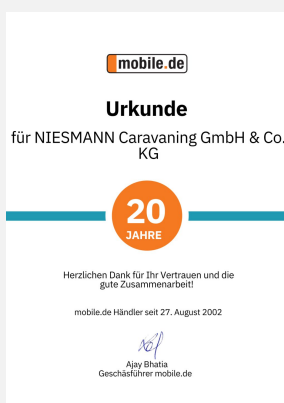 mobile.de
Urkunde
für NIESMANN Caravaning GmbH & Co.
KG
20
JAHRE
Herzlichen Dank für Ihr Vertrauen und die
gute Zusammenarbeit!
mobile.de Händler seit 27. August 2002
Ajay Bhatia
Geschäsführer mobile.de